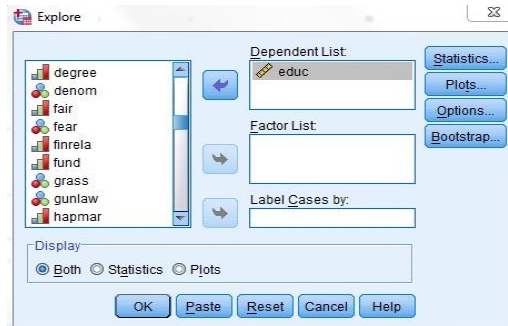 Explore
degree
denom
fair
fear
finrela
fund
grass
gunlaw
hapmar
Dependent List:
educ
Factor List:
Label Cases by:
Statistics...
Plots...
Options...
Bootstrap...
Display
Both Statistics Plots
OK Paste Reset Cancel Help